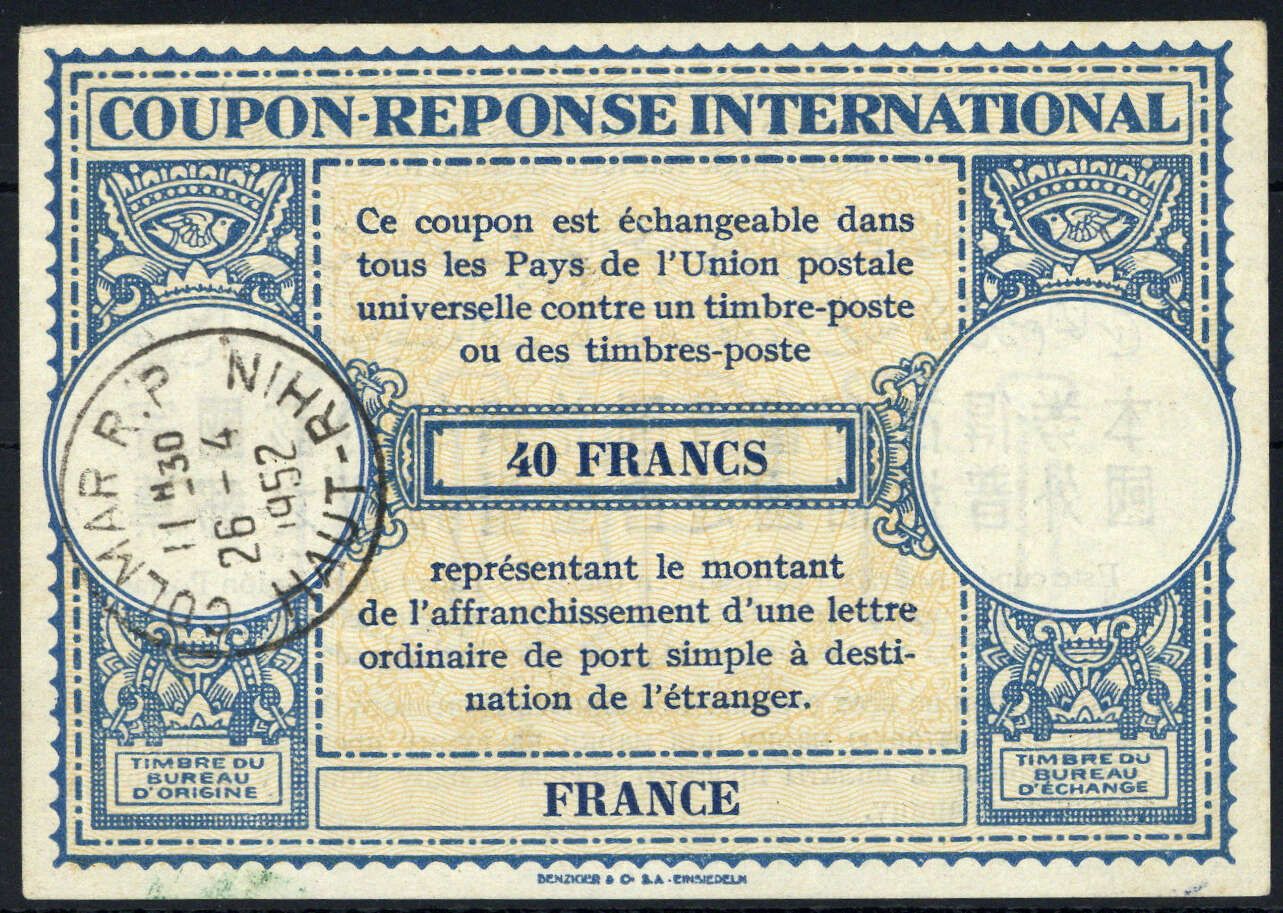 COUPON-REPONSE INTERNATIONAL
Ce coupon est échangeable dans
tous les Pays de l'Union postale
universelle contre un timbre-poste
ou des timbres-poste
COLMAR R.P
HAUT-RHIN
11H30
26-4
1952
40 FRANCS
représentant le montant
de l'affranchissement d'une lettre
ordinaire de port simple à desti-
nation de l'étranger.
TIMBRE DU
BUREAU
D'ORIGINE
FRANCE
TIMBRE DU
BUREAU
D'ÉCHANGE
BENZIGER & Co S.A - EINSIEDELN